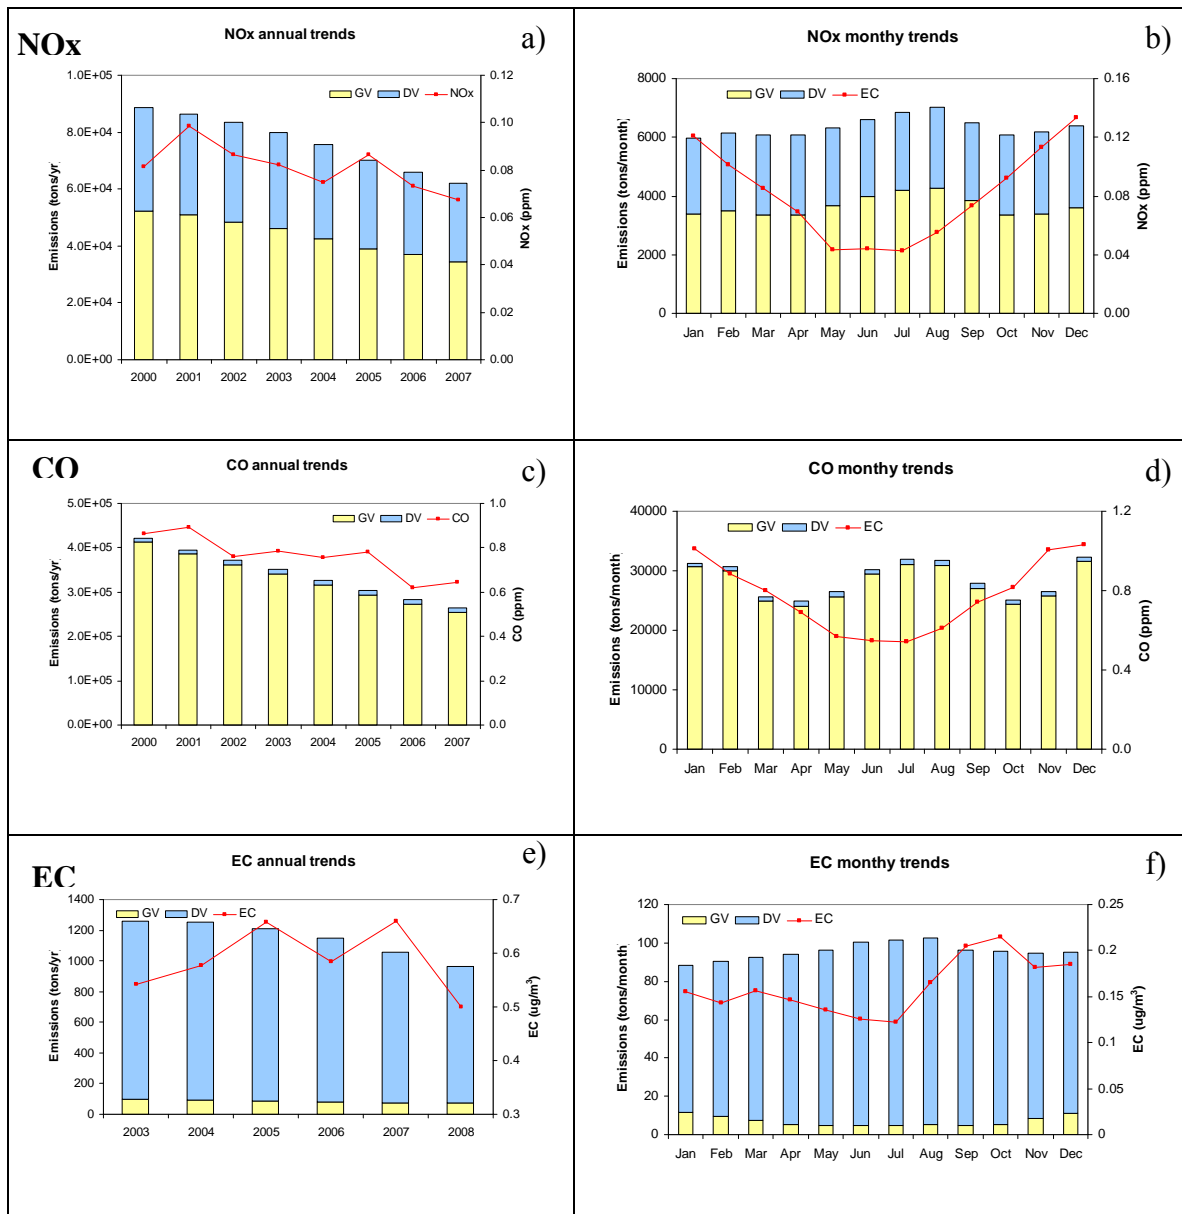 NOx
NOx annual trends
a)
1.0E+05
8.0E+04
6.0E+04
4.0E+04
2.0E+04
0.0E+00
Emissions (tons/yr)
GV DV NOx
0.12
0.10
0.08
0.06
0.04
0.02
0.00
NOx (ppm)
2000 2001 2002 2003 2004 2005 2006 2007
NOx monthy trends
b)
8000
6000
4000
2000
0
Emissions (tons/month)
GV DV EC
0.16
0.12
0.08
0.04
0.00
NOx (ppm)
Jan Feb Mar Apr May Jun Jul Aug Sep Oct Nov Dec
CO
CO annual trends
c)
5.0E+05
4.0E+05
3.0E+05
2.0E+05
1.0E+05
0.0E+00
Emissions (tons/yr)
GV DV CO
1.0
0.8
0.6
0.4
0.2
0.0
CO (ppm)
2000 2001 2002 2003 2004 2005 2006 2007
CO monthy trends
d)
40000
30000
20000
10000
0
Emissions (tons/month)
GV DV EC
1.2
0.8
0.4
0.0
CO (ppm)
Jan Feb Mar Apr May Jun Jul Aug Sep Oct Nov Dec
EC
EC annual trends
e)
1400
1200
1000
800
600
400
200
0
Emissions (tons/yr)
GV DV EC
0.7
0.6
0.5
0.4
0.3
EC (ug/m³)
2003 2004 2005 2006 2007 2008
EC monthy trends
f)
120
100
80
60
40
20
0
Emissions (tons/month)
GV DV EC
0.25
0.2
0.15
0.1
0.05
0
EC (ug/m³)
Jan Feb Mar Apr May Jun Jul Aug Sep Oct Nov Dec